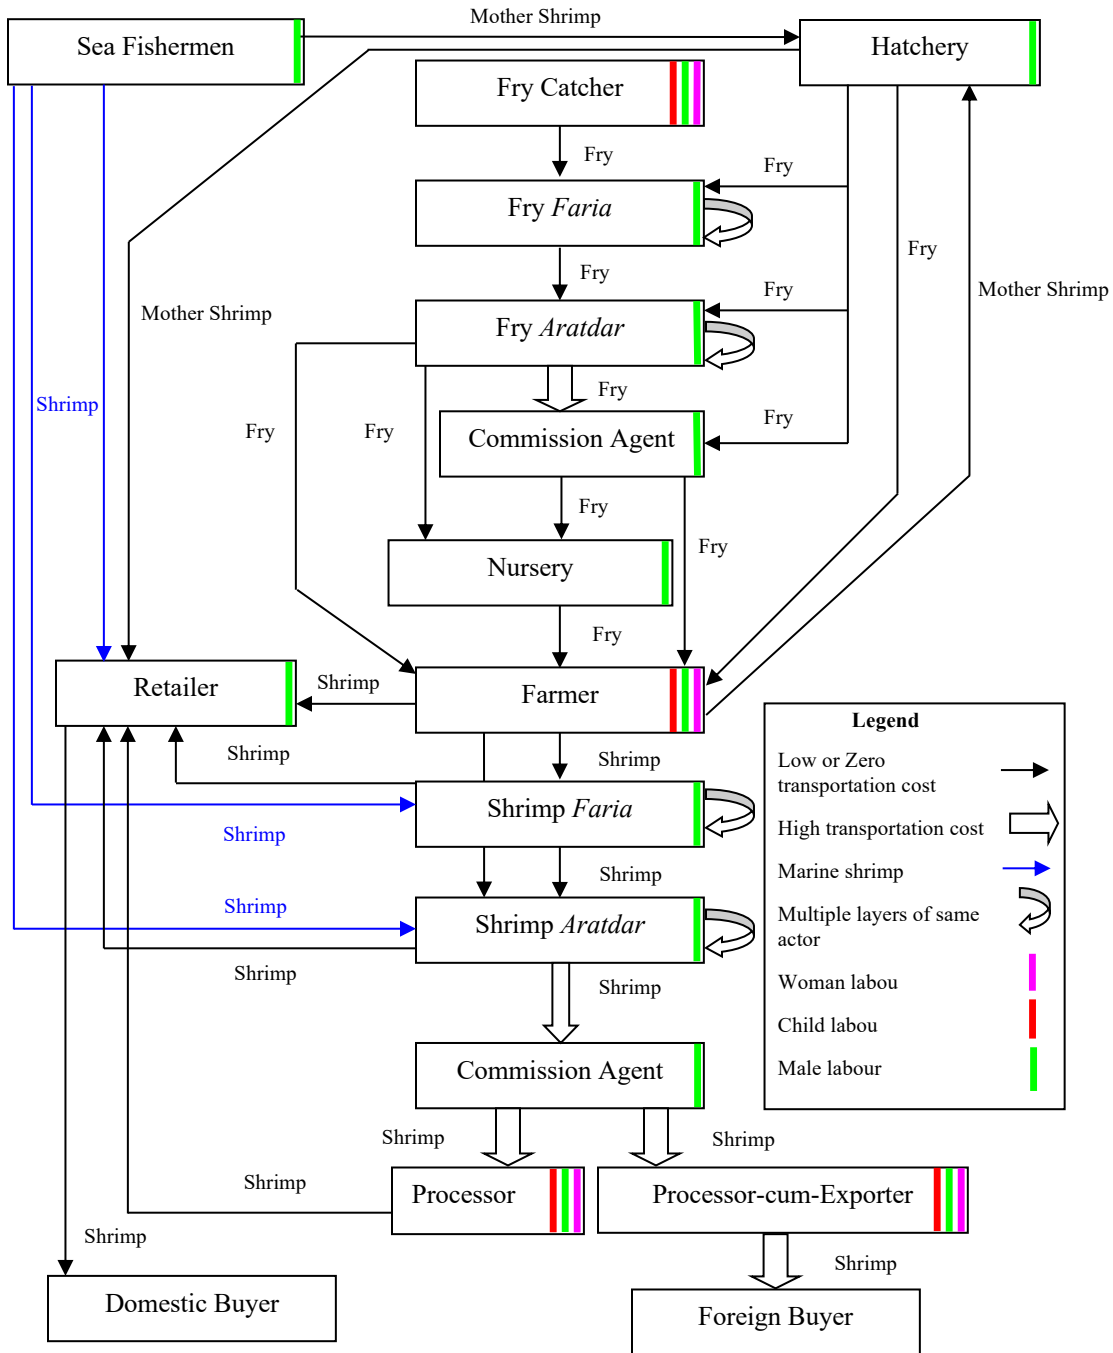 Mother Shrimp
Sea Fishermen
Hatchery
Fry Catcher
Fry
Fry
Fry Faria
Fry
Fry
Fry
Mother Shrimp
Mother Shrimp
Fry Aratdar
Shrimp
Fry
Fry
Fry
Fry
Commission Agent
Fry
Fry
Nursery
Fry
Shrimp
Retailer
Farmer
Shrimp
Shrimp
Shrimp Faria
Shrimp
Shrimp
Shrimp
Shrimp Aratdar
Shrimp
Shrimp
Legend
Low or Zero
transportation cost
High transportation cost
Marine shrimp
Multiple layers of same
actor
Woman labou
Child labou
Male labour
Commission Agent
Shrimp
Shrimp
Shrimp
Processor
Processor-cum-Exporter
Shrimp
Shrimp
Domestic Buyer
Foreign Buyer